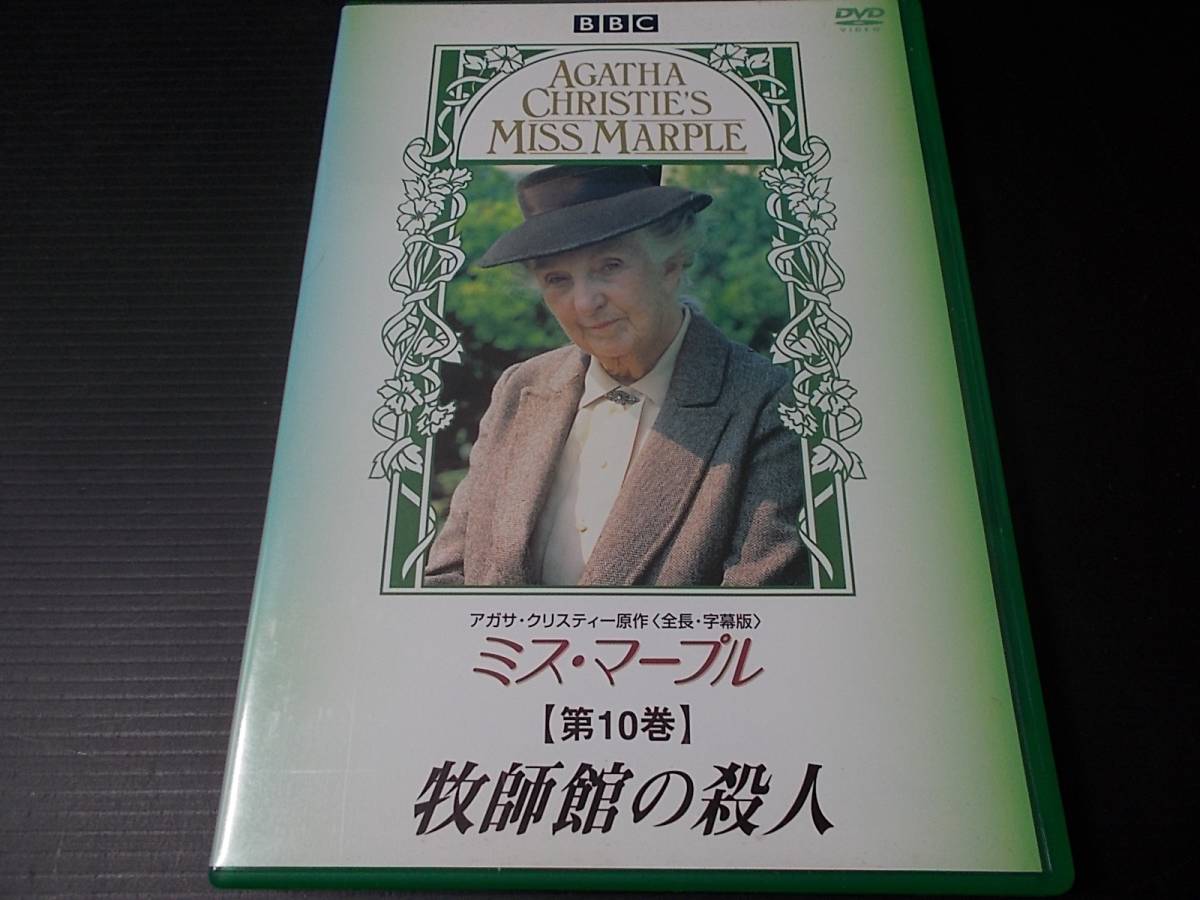 BBC
DVD
VIDEO
AGATHA
CHRISTIE'S
MISS MARPLE
アガサ・クリスティー原作〈全長・字幕版〉
ミス・マープル
【第10巻】
牧師館の殺人